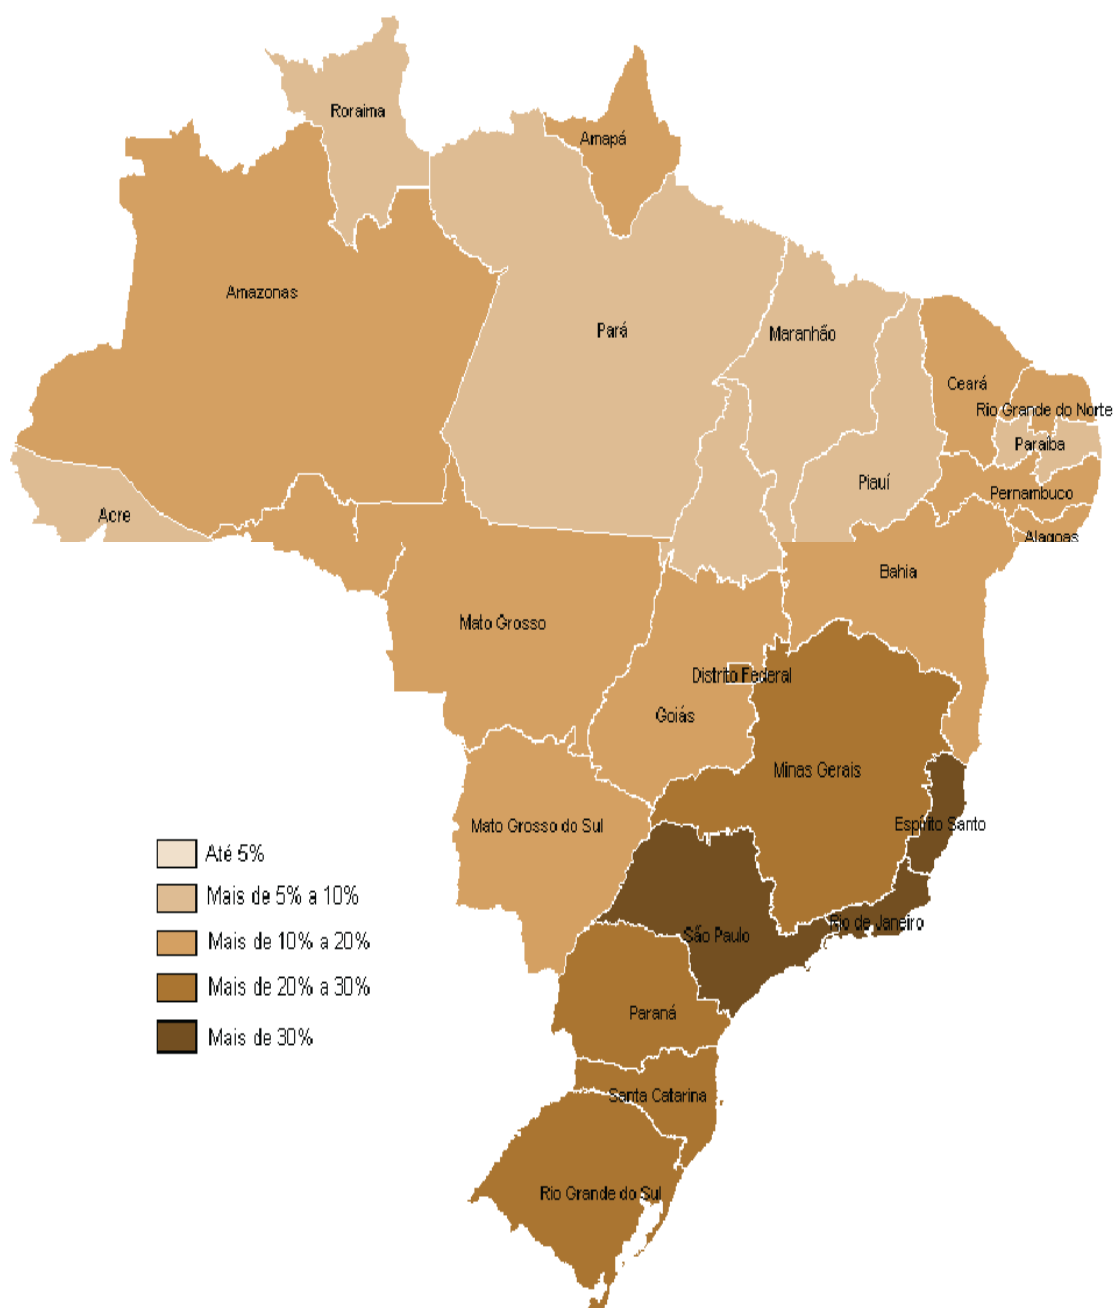 Roraima
Amapá
Amazonas
Pará
Maranhão
Ceará
Rio Grande do Norte
Paraíba
Piauí
Pernambuco
Acre
Alagoas
Bahia
Mato Grosso
Distrito Federal
Goiás
Minas Gerais
Mato Grosso do Sul
Espírito Santo
Até 5%
Mais de 5% a 10%
Rio de Janeiro
São Paulo
Mais de 10% a 20%
Mais de 20% a 30%
Paraná
Mais de 30%
Santa Catarina
Rio Grande do Sul